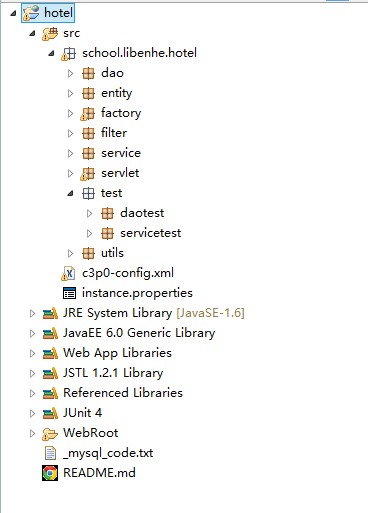 hotel
src
school.libenhe.hotel
dao
entity
factory
filter
service
servlet
test
daotest
servicetest
utils
c3p0-config.xml
instance.properties
JRE System Library [JavaSE-1.6]
JavaEE 6.0 Generic Library
Web App Libraries
JSTL 1.2.1 Library
Referenced Libraries
JUnit 4
WebRoot
_mysql_code.txt
README.md